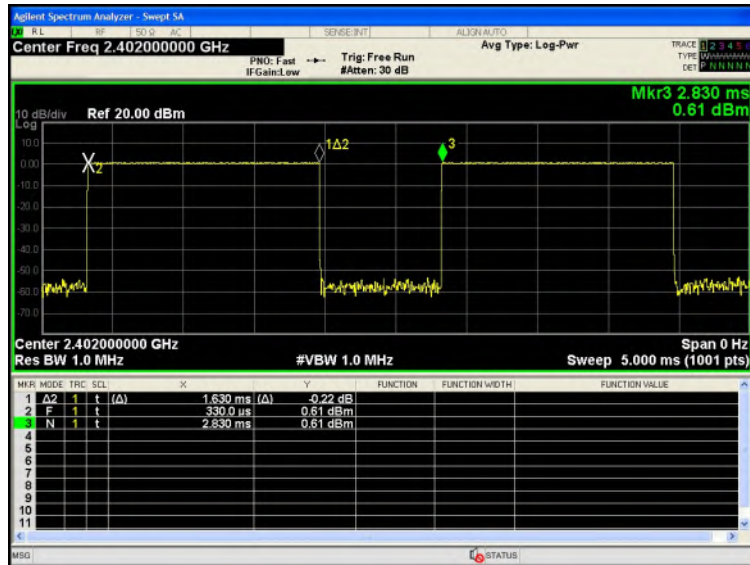 Agilent Spectrum Analyzer - Swept SA
RL RF 50 Ω AC SENSE:INT ALIGN AUTO
Center Freq 2.402000000 GHz
PNO: Fast
IFGain:Low
Trig: Free Run
#Atten: 30 dB
Avg Type: Log-Pwr
TRACE 1 2 3 4 5
TYPE
DET P N N N N N
Mkr3 2.830 ms
0.61 dBm
10 dB/div Ref 20.00 dBm
Log
10.0
0.00
-10.0
-20.0
-30.0
-40.0
-50.0
-60.0
-70.0
2
1Δ2
3
Center 2.402000000 GHz Span 0 Hz
Res BW 1.0 MHz #VBW 1.0 MHz Sweep 5.000 ms (1001 pts)
MKR MODE TRC SCL X Y FUNCTION FUNCTION WIDTH FUNCTION VALUE
1 Δ2 1 t (Δ) 1.630 ms (Δ) -0.22 dB
2 F 1 t 330.0 µs 0.61 dBm
3 N 1 t 2.830 ms 0.61 dBm
4
5
6
7
8
9
10
11
MSG STATUS